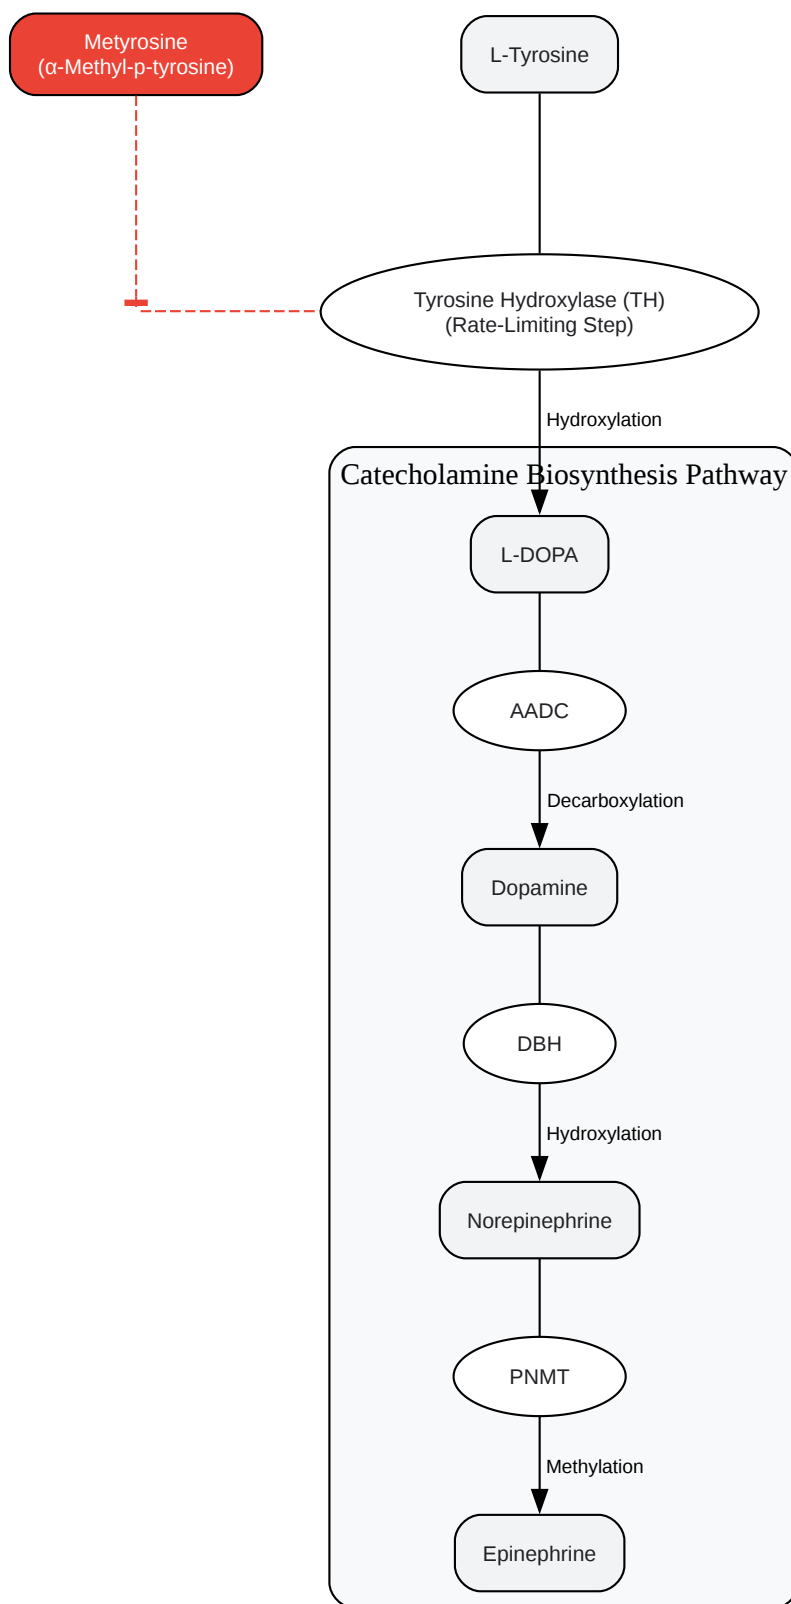 Metyrosine
(α-Methyl-p-tyrosine)
L-Tyrosine
Tyrosine Hydroxylase (TH)
(Rate-Limiting Step)
Hydroxylation
Catecholamine Biosynthesis Pathway
L-DOPA
AADC
Decarboxylation
Dopamine
DBH
Hydroxylation
Norepinephrine
PNMT
Methylation
Epinephrine